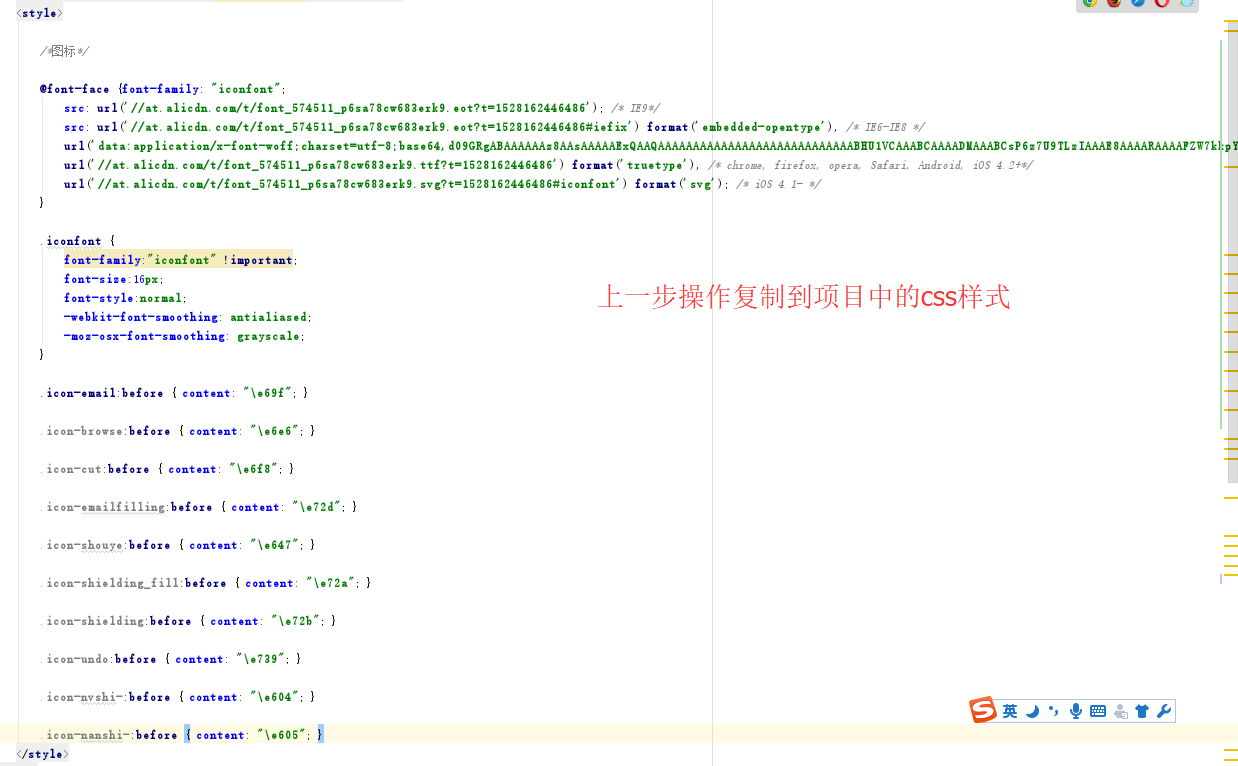 <style>
/*图标*/
@font-face {font-family: "iconfont";
src: url('//at.alicdn.com/t/font_574511_p6sa78cw683erk9.eot?t=1528162446486'); /* IE9*/
src: url('//at.alicdn.com/t/font_574511_p6sa78cw683erk9.eot?t=1528162446486#iefix') format('embedded-opentype'), /* IE6-IE8 */
url('data:application/x-font-woff;charset=utf-8;base64,
url('//at.alicdn.com/t/font_574511_p6sa78cw683erk9.ttf?t=1528162446486') format('truetype'), /* chrome, firefox, opera, Safari, Android, iOS 4.2+*/
url('//at.alicdn.com/t/font_574511_p6sa78cw683erk9.svg?t=1528162446486#iconfont') format('svg'); /* iOS 4.1- */
}
.iconfont {
font-family:"iconfont" !important;
font-size:16px;
上一步操作复制到项目中的css样式
font-style:normal;
-webkit-font-smoothing: antialiased;
-moz-osx-font-smoothing: grayscale;
}
.icon-email:before { content: "\e69f"; }
.icon-browse:before { content: "\e6e6"; }
.icon-cut:before { content: "\e6f8"; }
.icon-emailfilling:before { content: "\e72d"; }
.icon-shouye:before { content: "\e647"; }
.icon-shielding_fill:before { content: "\e72a"; }
.icon-shielding:before { content: "\e72b"; }
.icon-undo:before { content: "\e739"; }
.icon-nvshi-:before { content: "\e604"; }
英
.icon-nanshi-:before { content: "\e605"; }
</style>